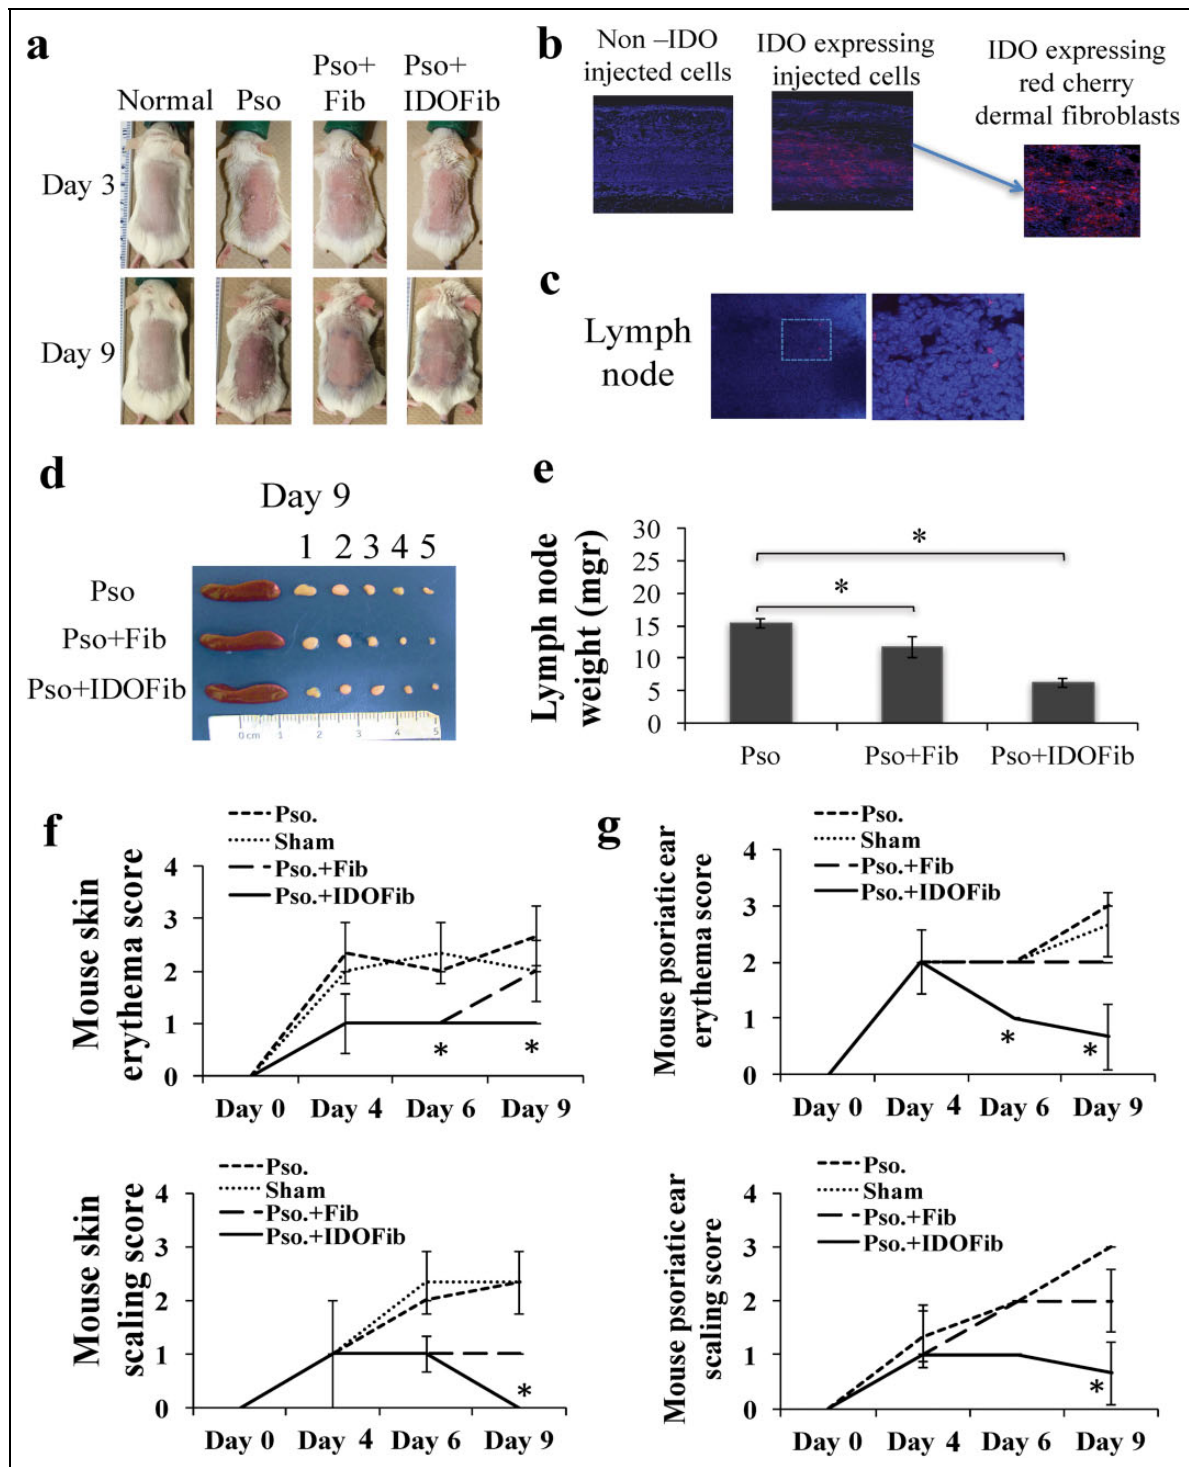 a
Normal
Pso
Pso+
Fib
Pso+
IDOFib
Day 3
Day 9
b
Non –IDO
injected cells
IDO expressing
injected cells
IDO expressing
red cherry
dermal fibroblasts
c
Lymph
node
d
Day 9
1 2 3 4 5
Pso
Pso+Fib
Pso+IDOFib
0 cm 1 2 3 4 5
e
Lymph node
weight (mgr)
30
25
20
15
10
5
0
*
*
Pso
Pso+Fib
Pso+IDOFib
f
Pso.
Sham
Pso.+Fib
Pso.+IDOFib
Mouse skin
erythema score
4
3
2
1
0
* *
Day 0 Day 4 Day 6 Day 9
g
Pso.
Sham
Pso.+Fib
Pso.+IDOFib
Mouse psoriatic ear
erythema score
4
3
2
1
0
* *
Day 0 Day 4 Day 6 Day 9
Pso.
Sham
Pso.+Fib
Pso.+IDOFib
Mouse skin
scaling score
4
3
2
1
0
*
Day 0 Day 4 Day 6 Day 9
Pso.
Sham
Pso.+Fib
Pso.+IDOFib
Mouse psoriatic ear
scaling score
4
3
2
1
0
*
Day 0 Day 4 Day 6 Day 9